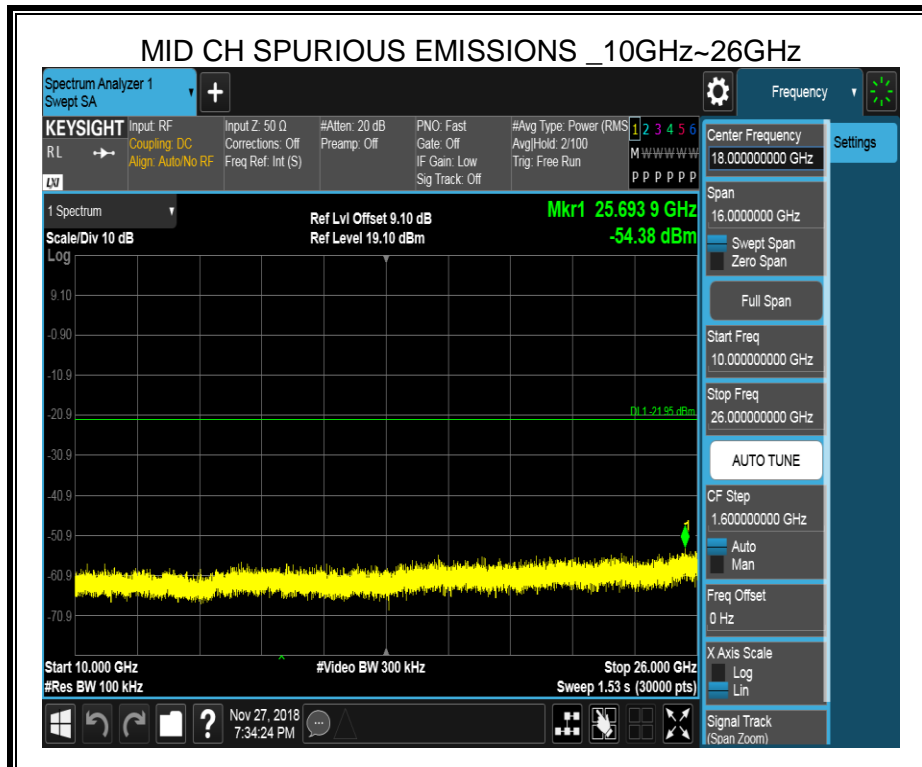 MID CH SPURIOUS EMISSIONS _10GHz~26GHz
Spectrum Analyzer 1
Swept SA
Frequency
KEYSIGHT
RL
LXI
Input: RF
Coupling: DC
Align: Auto/No RF
Input Z: 50 Ω
Corrections: Off
Freq Ref: Int (S)
#Atten: 20 dB
Preamp: Off
PNO: Fast
Gate: Off
IF Gain: Low
Sig Track: Off
#Avg Type: Power (RMS
Avg|Hold: 2/100
Trig: Free Run
1 2 3 4 5 6
M W W W W W
P P P P P P
Center Frequency
18.000000000 GHz
Settings
Span
16.0000000 GHz
Swept Span
Zero Span
Full Span
Start Freq
10.000000000 GHz
Stop Freq
26.000000000 GHz
AUTO TUNE
CF Step
1.600000000 GHz
Auto
Man
Freq Offset
0 Hz
X Axis Scale
Log
Lin
Signal Track
(Span Zoom)
1 Spectrum
Scale/Div 10 dB
Log
Ref Lvl Offset 9.10 dB
Ref Level 19.10 dBm
Mkr1 25.693 9 GHz
-54.38 dBm
9.10
-0.90
-10.9
-20.9
DL1 -21.95 dBm
-30.9
-40.9
-50.9
1
-60.9
-70.9
Start 10.000 GHz
#Res BW 100 kHz
#Video BW 300 kHz
Stop 26.000 GHz
Sweep 1.53 s (30000 pts)
?
Nov 27, 2018
7:34:24 PM